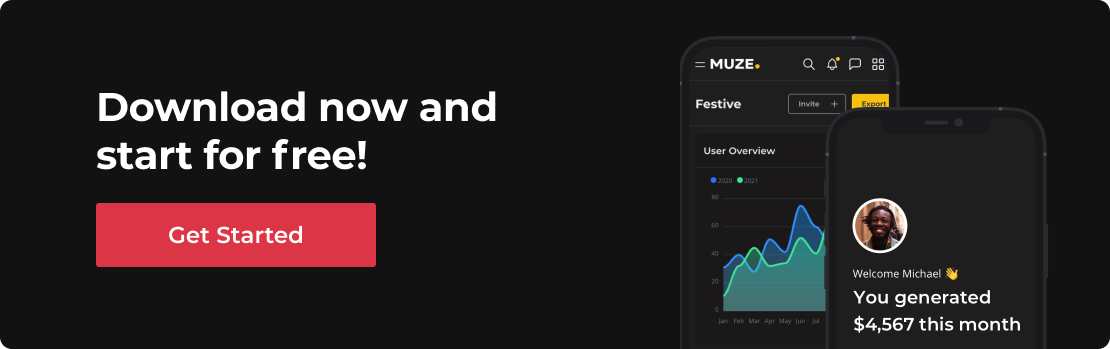 Download now and
start for free!
Get Started
MUZE.
Festive
Invite +
Export
User Overview
2020 2021
80
60
40
20
0
Jan Feb Mar Apr May Jun Jul
Welcome Michael 👋
You generated
$4,567 this month